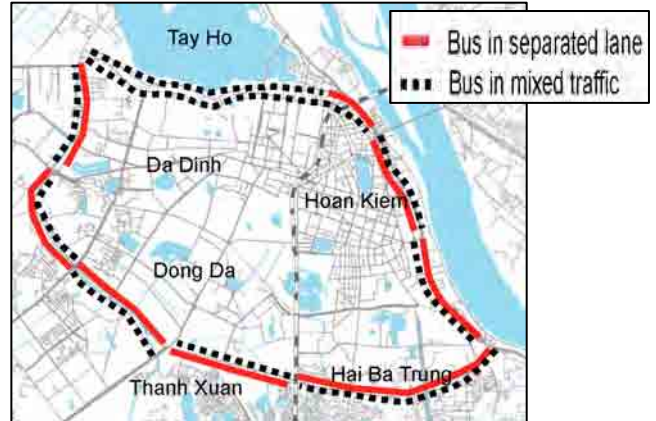 Tay Ho
Bus in separated lane
Bus in mixed traffic
Da Dinh
Hoan Kiem
Dong Da
Hai Ba Trung
Thanh Xuan